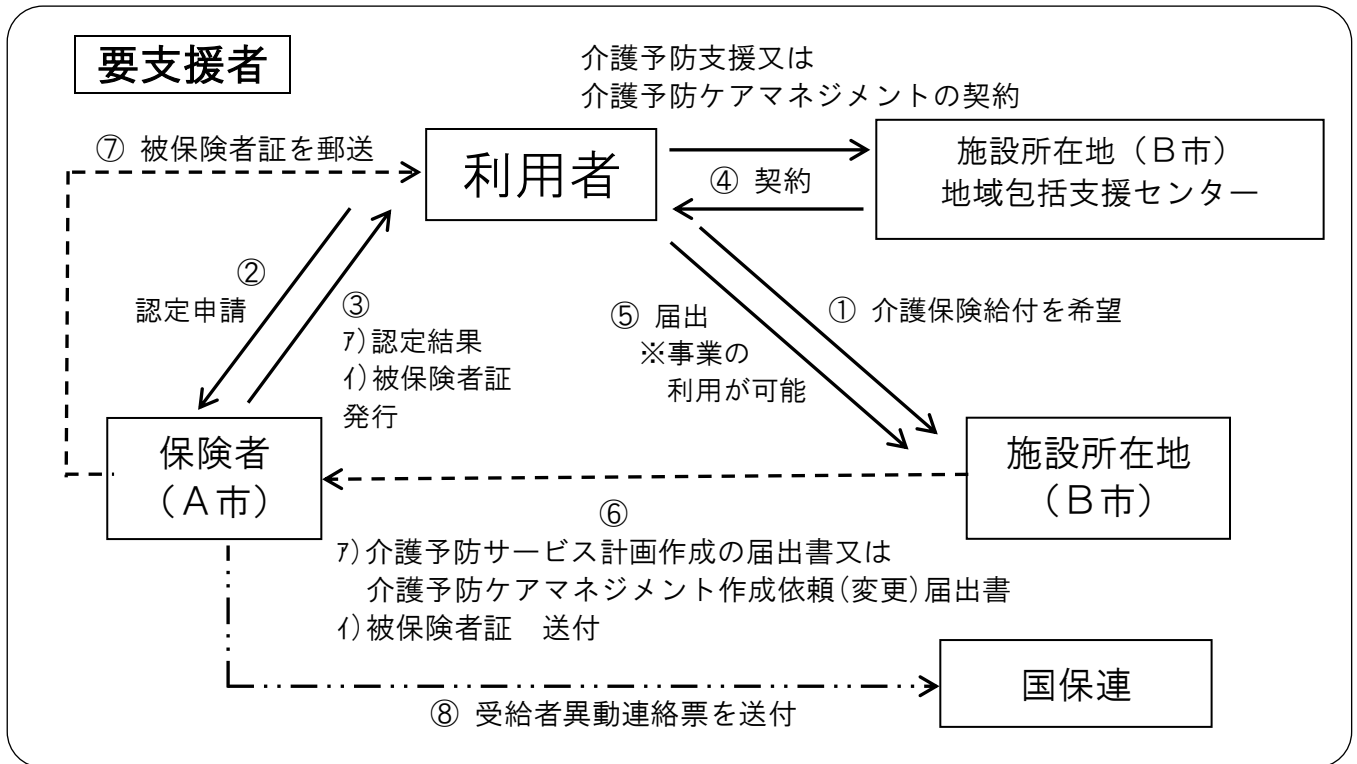 要支援者
介護予防支援又は
介護予防ケアマネジメントの契約
⑦ 被保険者証を郵送
利用者
④ 契約
施設所在地（B市）
地域包括支援センター
②
認定申請
③
ｱ)認定結果
ｲ)被保険者証
発行
⑤ 届出
※事業の
利用が可能
① 介護保険給付を希望
保険者
（A市）
施設所在地
（B市）
⑥
ｱ)介護予防サービス計画作成の届出書又は
介護予防ケアマネジメント作成依頼(変更)届出書
ｲ)被保険者証　送付
国保連
⑧ 受給者異動連絡票を送付